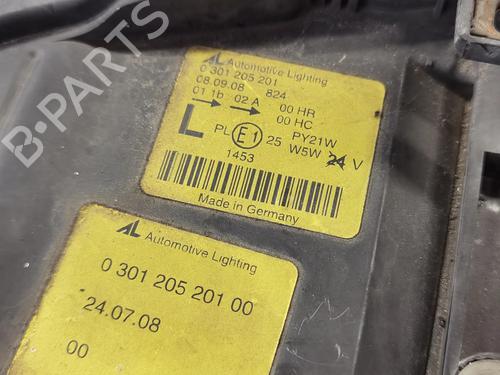 AL Automotive Lighting
0 301 205 201
08.09.08 824
01 1b 02 A 00 HR
00 HC
L PL E1 25 PY21W
W5W 24 V
1453
Made in Germany
AL Automotive Lighting
0 301 205 201 00
24.07.08
00
B